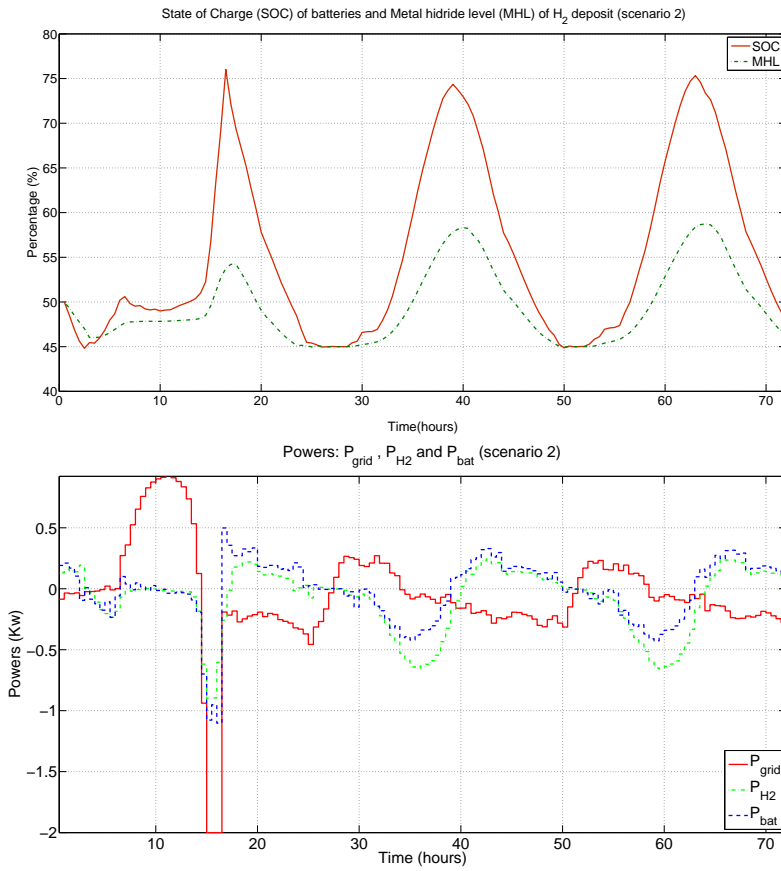 State of Charge (SOC) of batteries and Metal hidride level (MHL) of H2 deposit (scenario 2)
80
75
70
65
60
55
50
45
40
Percentage (%)
SOC
MHL
0 10 20 30 40 50 60 70
Time(hours)
Powers: Pgrid , PH2 and Pbat (scenario 2)
0.5
0
−0.5
−1
−1.5
−2
Powers (Kw)
Pgrid
PH2
Pbat
10 20 30 40 50 60 70
Time (hours)